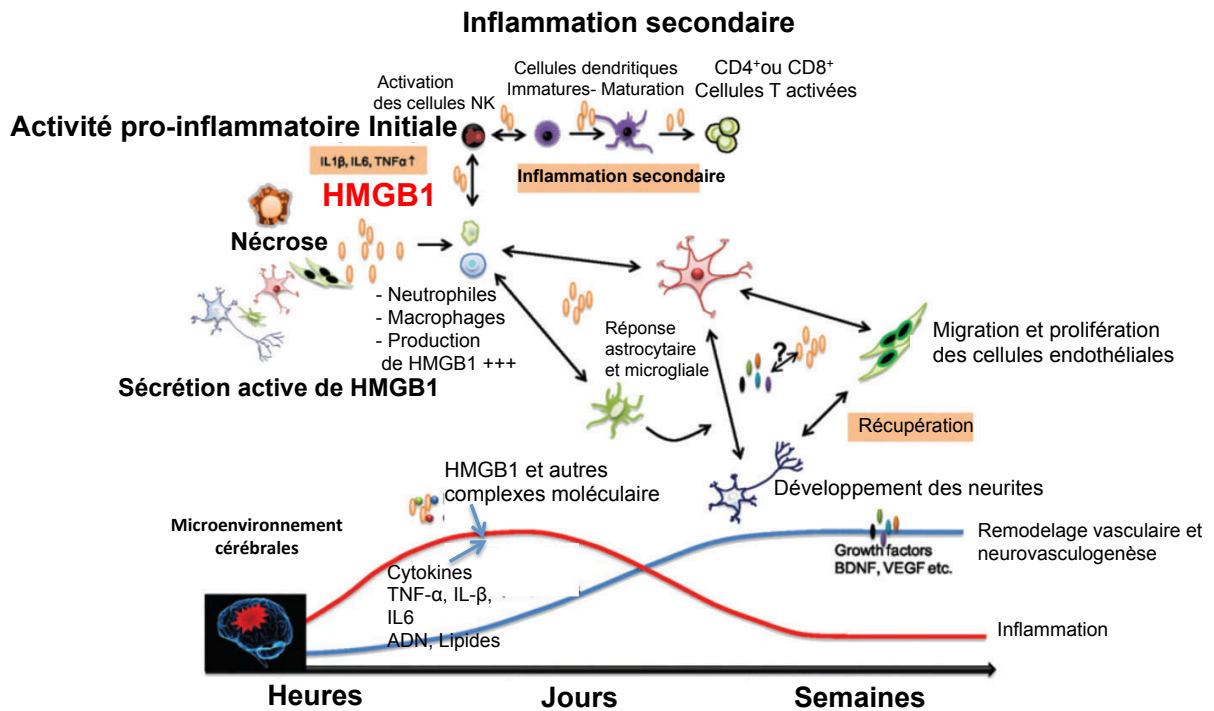 Inflammation secondaire
Activation
des cellules NK
Cellules dendritiques
Immatures- Maturation
CD4⁺ou CD8⁺
Cellules T activées
Activité pro-inflammatoire Initiale
IL1β, IL6, TNFα↑
HMGB1
Inflammation secondaire
Nécrose
- Neutrophiles
- Macrophages
- Production
de HMGB1 +++
Sécrétion active de HMGB1
Réponse
astrocytaire
et microgliale
?
Migration et prolifération
des cellules endothéliales
Récupération
Développement des neurites
HMGB1 et autres
complexes moléculaire
Microenvironnement
cérébrales
Cytokines
TNF-α, IL-β,
IL6
ADN, Lipides
Growth factors
BDNF, VEGF etc.
Remodelage vasculaire et
neurovasculogenèse
Inflammation
Heures
Jours
Semaines